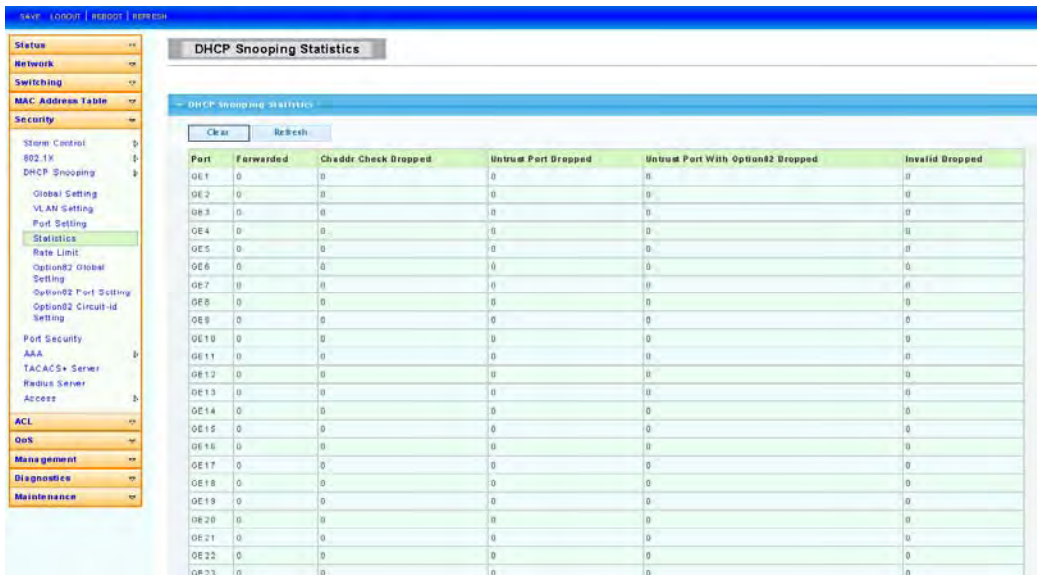 SAVE LOGOUT | REBOOT | REFRESH
Status
Network
Switching
MAC Address Table
Security
Storm Control
802.1X
DHCP Snooping
Global Setting
VLAN Setting
Port Setting
Statistics
Rate Limit
Option82 Global
Setting
Option82 Port Setting
Option82 Circuit-id
Setting
Port Security
AAA
TACACS+ Server
Radius Server
Access
ACL
QoS
Management
Diagnostics
Maintenance
DHCP Snooping Statistics
DHCP Snooping Statistics
Clear Refresh
Port Forwarded Chaddr Check Dropped Untrust Port Dropped Untrust Port With Option82 Dropped Invalid Dropped
GE1 0 0 0 0 0
GE2 0 0 0 0 0
GE3 0 0 0 0 0
GE4 0 0 0 0 0
GE5 0 0 0 0 0
GE6 0 0 0 0 0
GE7 0 0 0 0 0
GE8 0 0 0 0 0
GE9 0 0 0 0 0
GE10 0 0 0 0 0
GE11 0 0 0 0 0
GE12 0 0 0 0 0
GE13 0 0 0 0 0
GE14 0 0 0 0 0
GE15 0 0 0 0 0
GE16 0 0 0 0 0
GE17 0 0 0 0 0
GE18 0 0 0 0 0
GE19 0 0 0 0 0
GE20 0 0 0 0 0
GE21 0 0 0 0 0
GE22 0 0 0 0 0
GE23 0 0 0 0 0